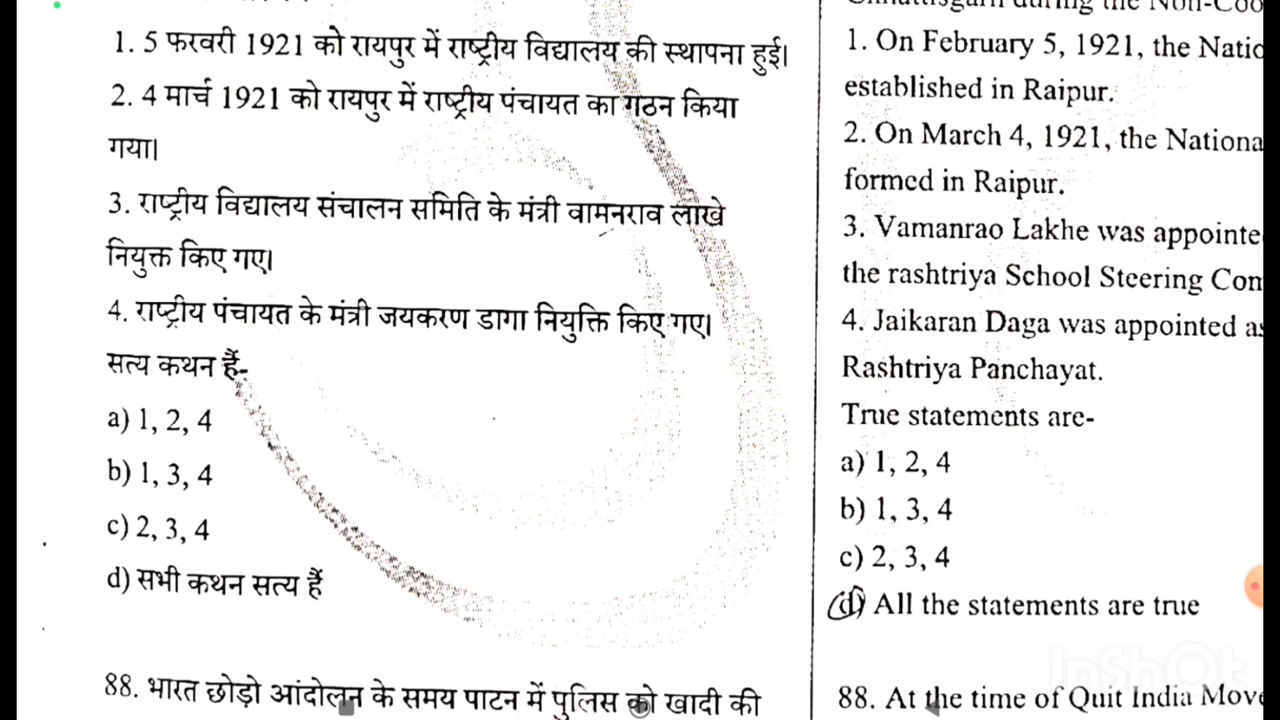 1. 5 फरवरी 1921 को रायपुर में राष्ट्रीय विद्यालय की स्थापना हुई।
2. 4 मार्च 1921 को रायपुर में राष्ट्रीय पंचायत का गठन किया
गया।
3. राष्ट्रीय विद्यालय संचालन समिति के मंत्री वामनराव लाखे
नियुक्त किए गए।
4. राष्ट्रीय पंचायत के मंत्री जयकरण डागा नियुक्ति किए गए।
सत्य कथन हैं-
a) 1, 2, 4
b) 1, 3, 4
c) 2, 3, 4
d) सभी कथन सत्य हैं
88. भारत छोड़ो आंदोलन के समय पाटन में पुलिस को खादी की
1. On February 5, 1921, the Natio
established in Raipur.
2. On March 4, 1921, the Nationa
formed in Raipur.
3. Vamanrao Lakhe was appointe
the rashtriya School Steering Com
4. Jaikaran Daga was appointed as
Rashtriya Panchayat.
True statements are-
a) 1, 2, 4
b) 1, 3, 4
c) 2, 3, 4
d) All the statements are true
88. At the time of Quit India Move
InShOt